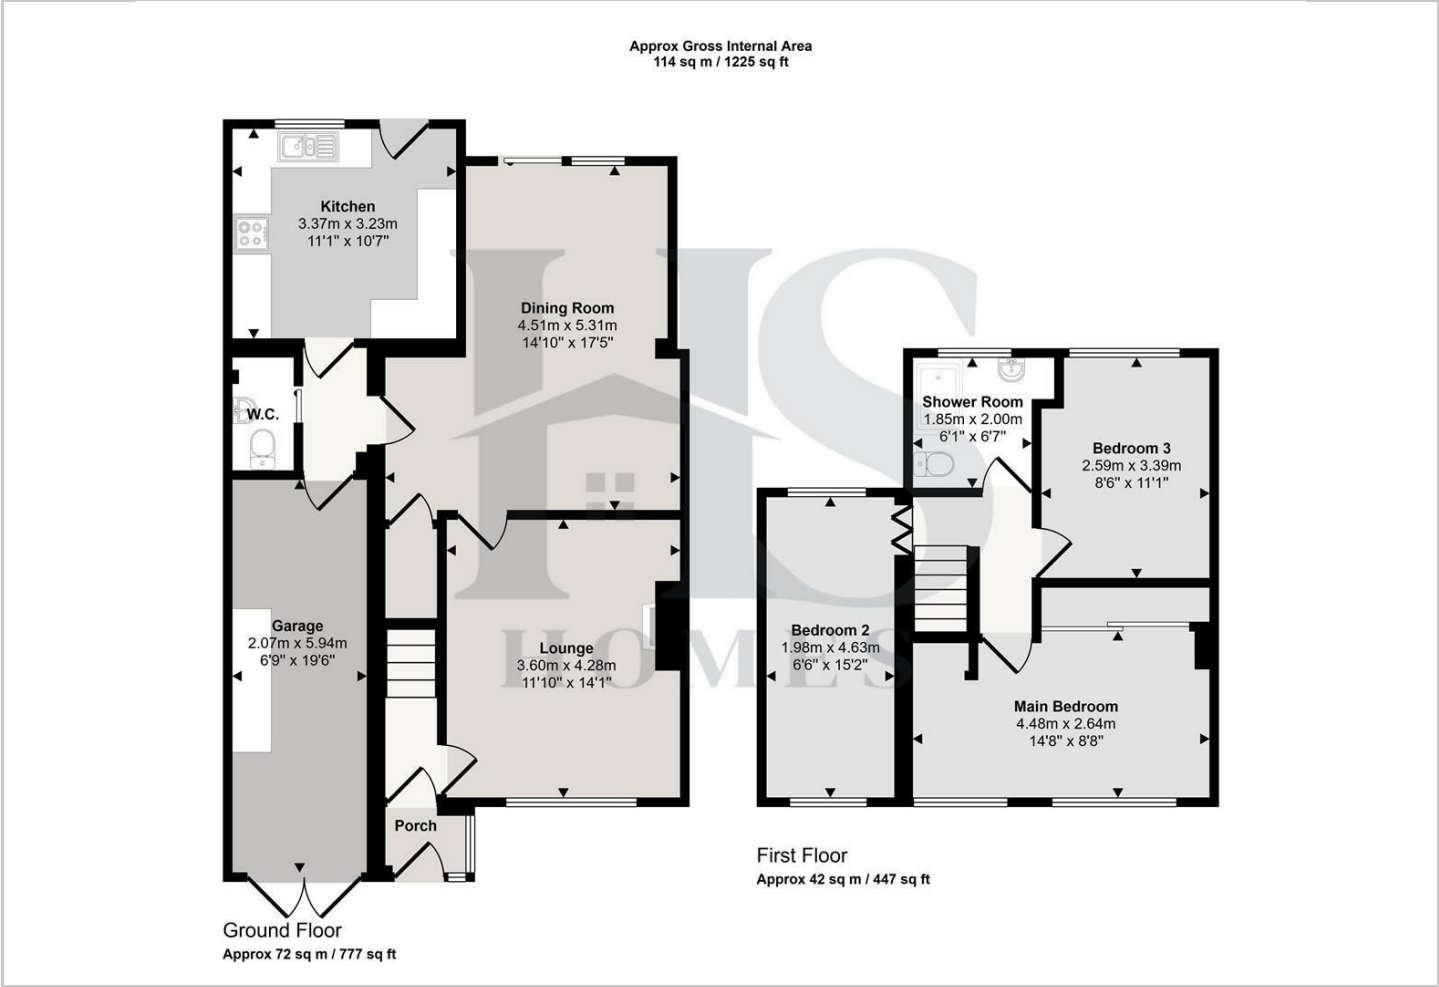 Approx Gross Internal Area
114 sq m / 1225 sq ft
Kitchen
3.37m x 3.23m
11'1" x 10'7"
Dining Room
4.51m x 5.31m
14'10" x 17'5"
W.C.
Garage
2.07m x 5.94m
6'9" x 19'6"
Lounge
3.60m x 4.28m
11'10" x 14'1"
Porch
Ground Floor
Approx 72 sq m / 777 sq ft
Shower Room
1.85m x 2.00m
6'1" x 6'7"
Bedroom 3
2.59m x 3.39m
8'6" x 11'1"
Bedroom 2
1.98m x 4.63m
6'6" x 15'2"
Main Bedroom
4.48m x 2.64m
14'8" x 8'8"
First Floor
Approx 42 sq m / 447 sq ft
HS
HOMES